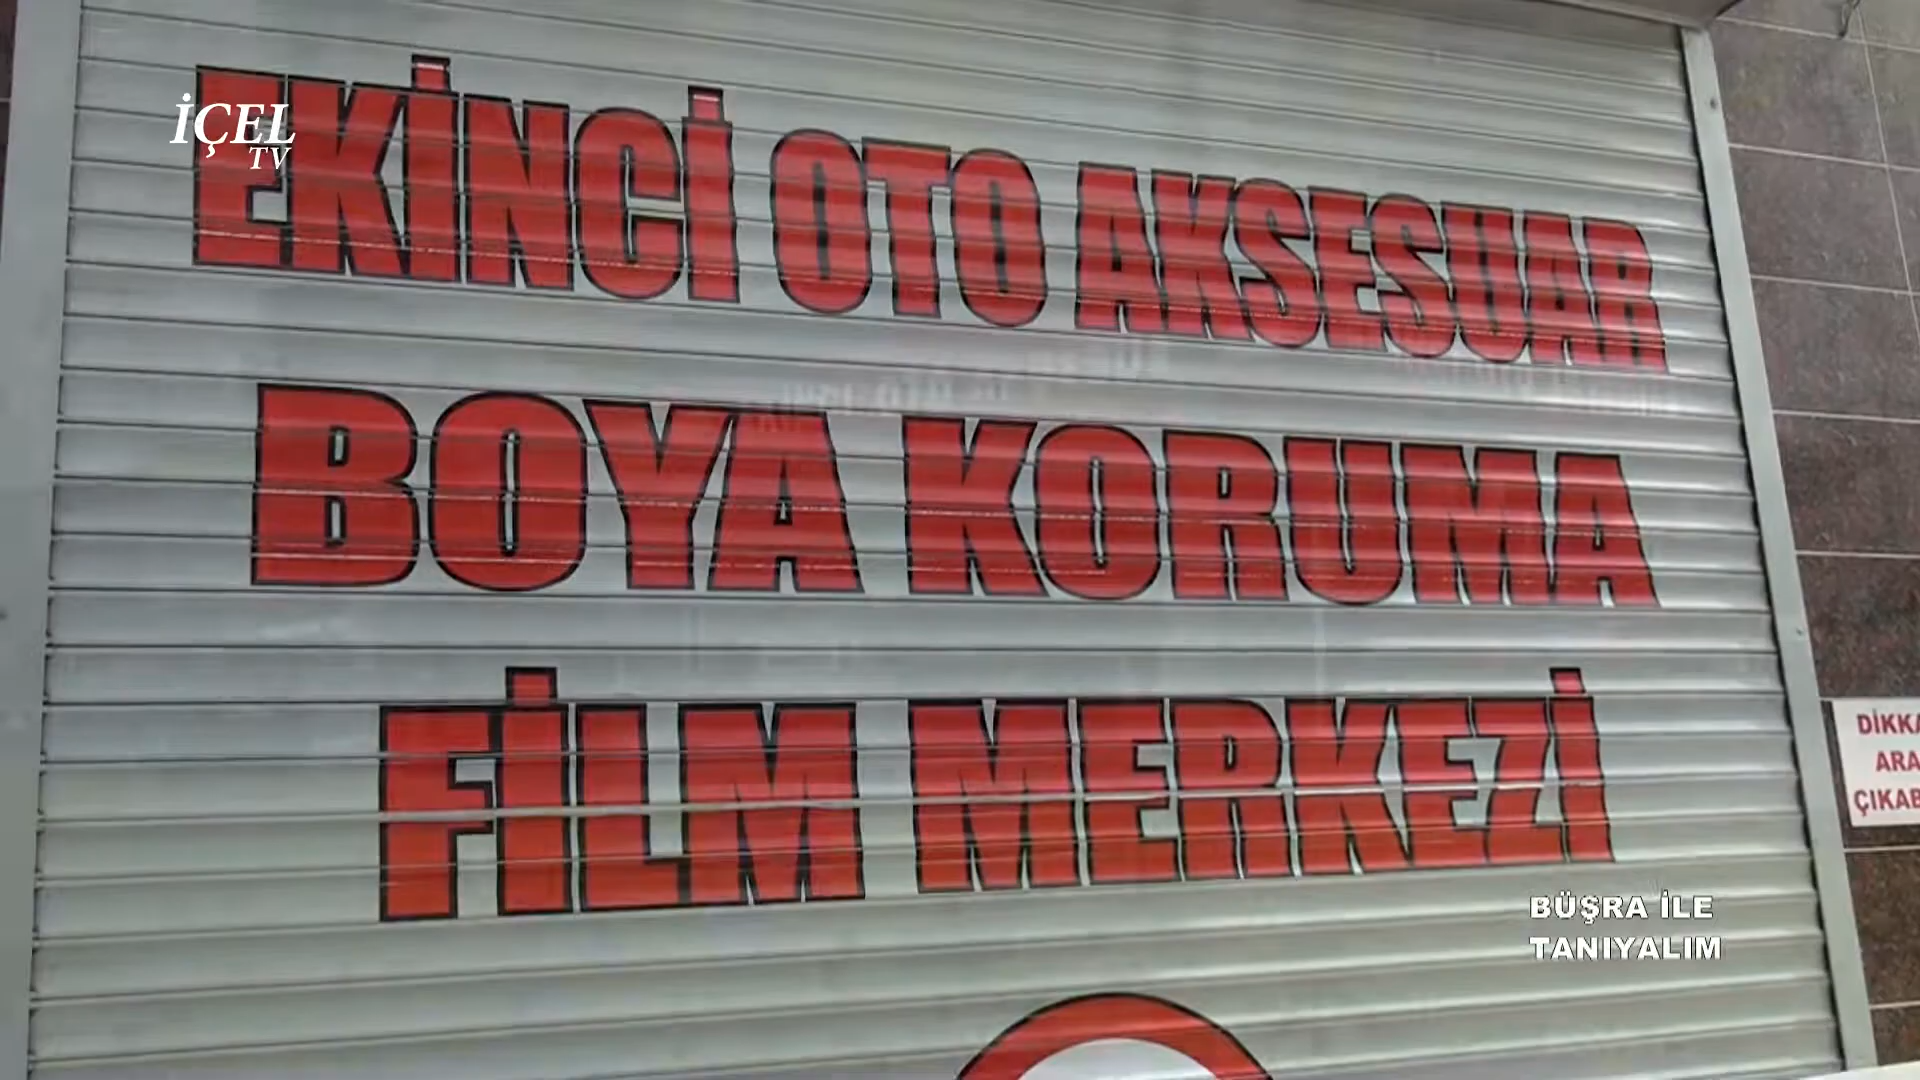 İÇEL
TV
EKİNCİ OTO AKSESUAR
BOYA KORUMA
FİLM MERKEZİ
BÜŞRA İLE
TANIYALIM